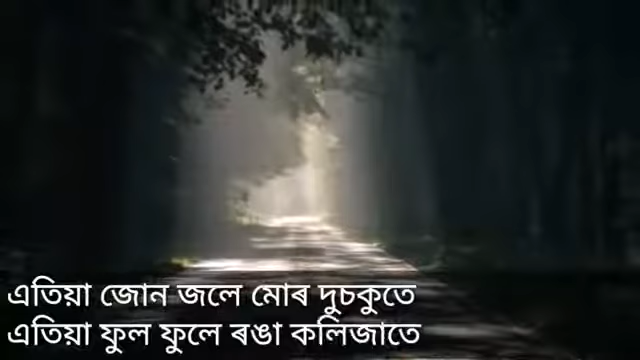 এতিয়া জোন জলে মোৰ দুচকুতে
এতিয়া ফুল ফুলে ৰঙা কলিজাতে